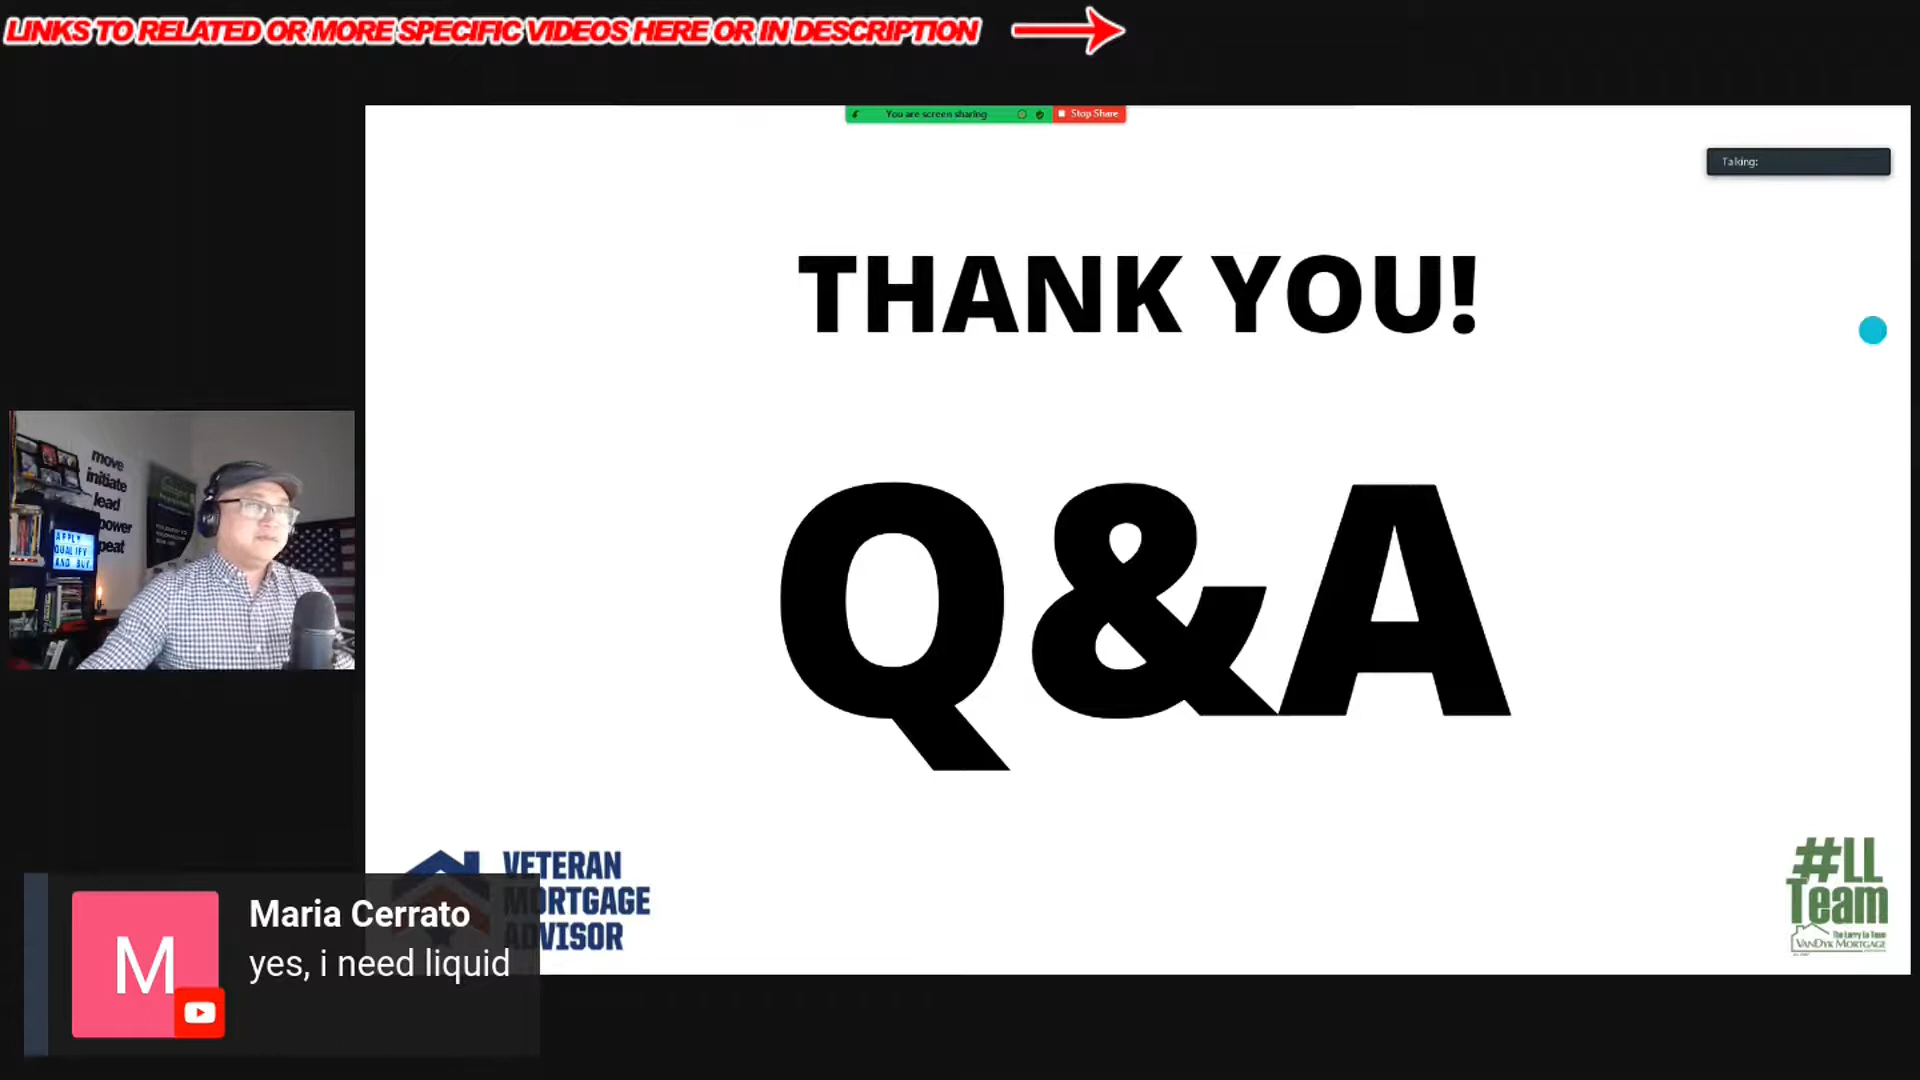 LINKS TO RELATED OR MORE SPECIFIC VIDEOS HERE OR IN DESCRIPTION
You are screen sharing
Stop Share
Talking:
THANK YOU!
Q&A
move
initiate
lead
power
peat
APPLY
QUALIFY
AND BUY
VETERAN
MORTGAGE
ADVISOR
#LL
Team
VANDYK MORTGAGE
M
Maria Cerrato
yes, i need liquid